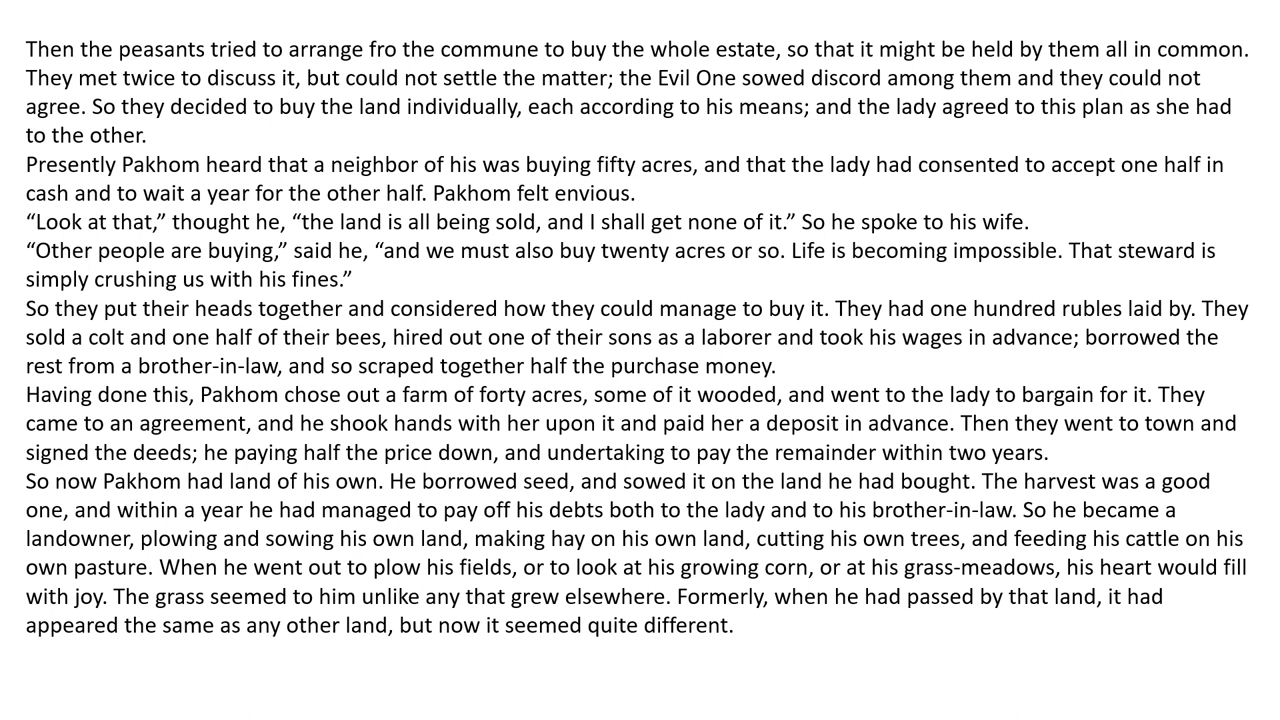 Then the peasants tried to arrange fro the commune to buy the whole estate, so that it might be held by them all in common.
They met twice to discuss it, but could not settle the matter; the Evil One sowed discord among them and they could not
agree. So they decided to buy the land individually, each according to his means; and the lady agreed to this plan as she had
to the other.
Presently Pakhom heard that a neighbor of his was buying fifty acres, and that the lady had consented to accept one half in
cash and to wait a year for the other half. Pakhom felt envious.
“Look at that,” thought he, “the land is all being sold, and I shall get none of it.” So he spoke to his wife.
“Other people are buying,” said he, “and we must also buy twenty acres or so. Life is becoming impossible. That steward is
simply crushing us with his fines.”
So they put their heads together and considered how they could manage to buy it. They had one hundred rubles laid by. They
sold a colt and one half of their bees, hired out one of their sons as a laborer and took his wages in advance; borrowed the
rest from a brother-in-law, and so scraped together half the purchase money.
Having done this, Pakhom chose out a farm of forty acres, some of it wooded, and went to the lady to bargain for it. They
came to an agreement, and he shook hands with her upon it and paid her a deposit in advance. Then they went to town and
signed the deeds; he paying half the price down, and undertaking to pay the remainder within two years.
So now Pakhom had land of his own. He borrowed seed, and sowed it on the land he had bought. The harvest was a good
one, and within a year he had managed to pay off his debts both to the lady and to his brother-in-law. So he became a
landowner, plowing and sowing his own land, making hay on his own land, cutting his own trees, and feeding his cattle on his
own pasture. When he went out to plow his fields, or to look at his growing corn, or at his grass-meadows, his heart would fill
with joy. The grass seemed to him unlike any that grew elsewhere. Formerly, when he had passed by that land, it had
appeared the same as any other land, but now it seemed quite different.